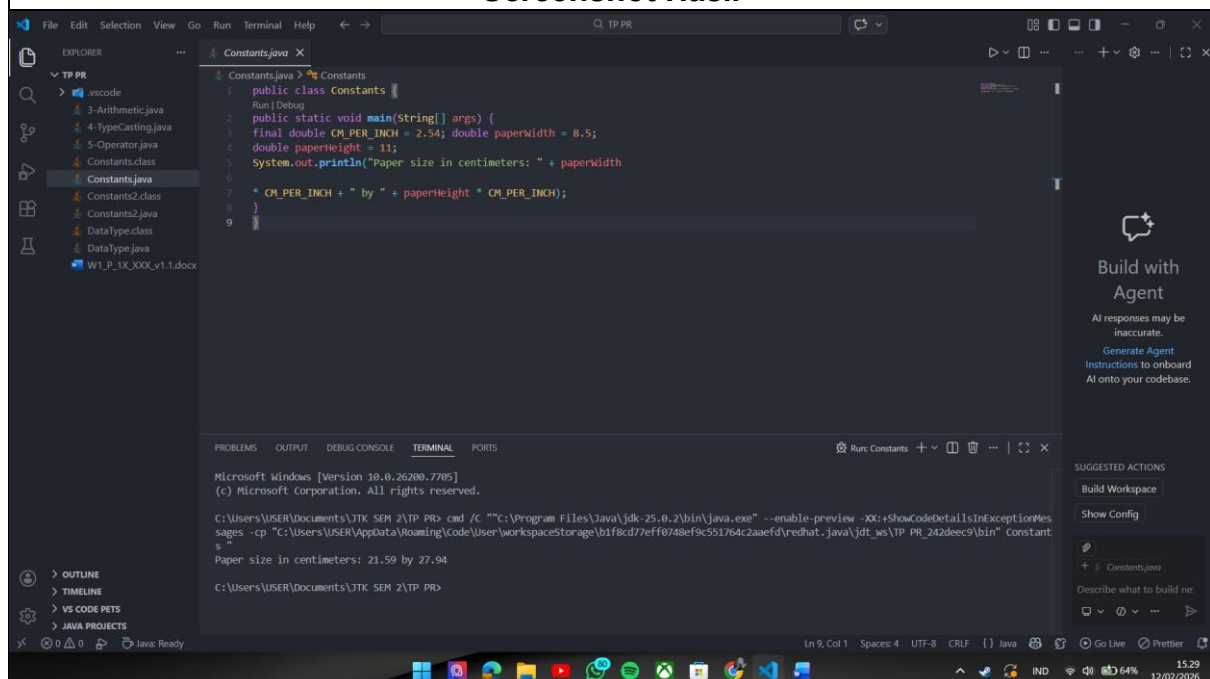 Screenshot Hasil
File Edit Selection View Go Run Terminal Help
TP PR
EXPLORER
TP PR
.vscode
3-Arithmetic.java
4-TypeCasting.java
5-Operator.java
Constants.class
Constants.java
Constants2.class
Constants2.java
DataType.class
DataType.java
W1_P_1X_XXX_v1.1.docx
OUTLINE
TIMELINE
VS CODE PETS
JAVA PROJECTS
Constants.java
Constants.java > Constants
1 public class Constants {
Run | Debug
2 public static void main(String[] args) {
3 final double CM_PER_INCH = 2.54; double paperWidth = 8.5;
4 double paperHeight = 11;
5 System.out.println("Paper size in centimeters: " + paperWidth
6
7 * CM_PER_INCH + " by " + paperHeight * CM_PER_INCH);
8 }
9 }
PROBLEMS OUTPUT DEBUG CONSOLE TERMINAL PORTS
Run: Constants
Microsoft Windows [Version 10.0.26200.7705]
(c) Microsoft Corporation. All rights reserved.
C:\Users\USER\Documents\JTK SEM 2\TP PR> cmd /C ""C:\Program Files\Java\jdk-25.0.2\bin\java.exe" --enable-preview -XX:+ShowCodeDetailsInExceptionMes
sages -cp "C:\Users\USER\AppData\Roaming\Code\User\workspaceStorage\b1f8cd77eff0748ef9c551764c2aaefd\redhat.java\jdt_ws\TP PR_242deec9\bin" Constant
s "
Paper size in centimeters: 21.59 by 27.94
C:\Users\USER\Documents\JTK SEM 2\TP PR>
Build with
Agent
AI responses may be
inaccurate.
Generate Agent
Instructions to onboard
AI onto your codebase.
SUGGESTED ACTIONS
Build Workspace
Show Config
Constants.java
Describe what to build ne
0 0 Java: Ready
Ln 9, Col 1 Spaces: 4 UTF-8 CRLF {} Java Go Live Prettier
80
IND
64%
15.29
12/02/2026